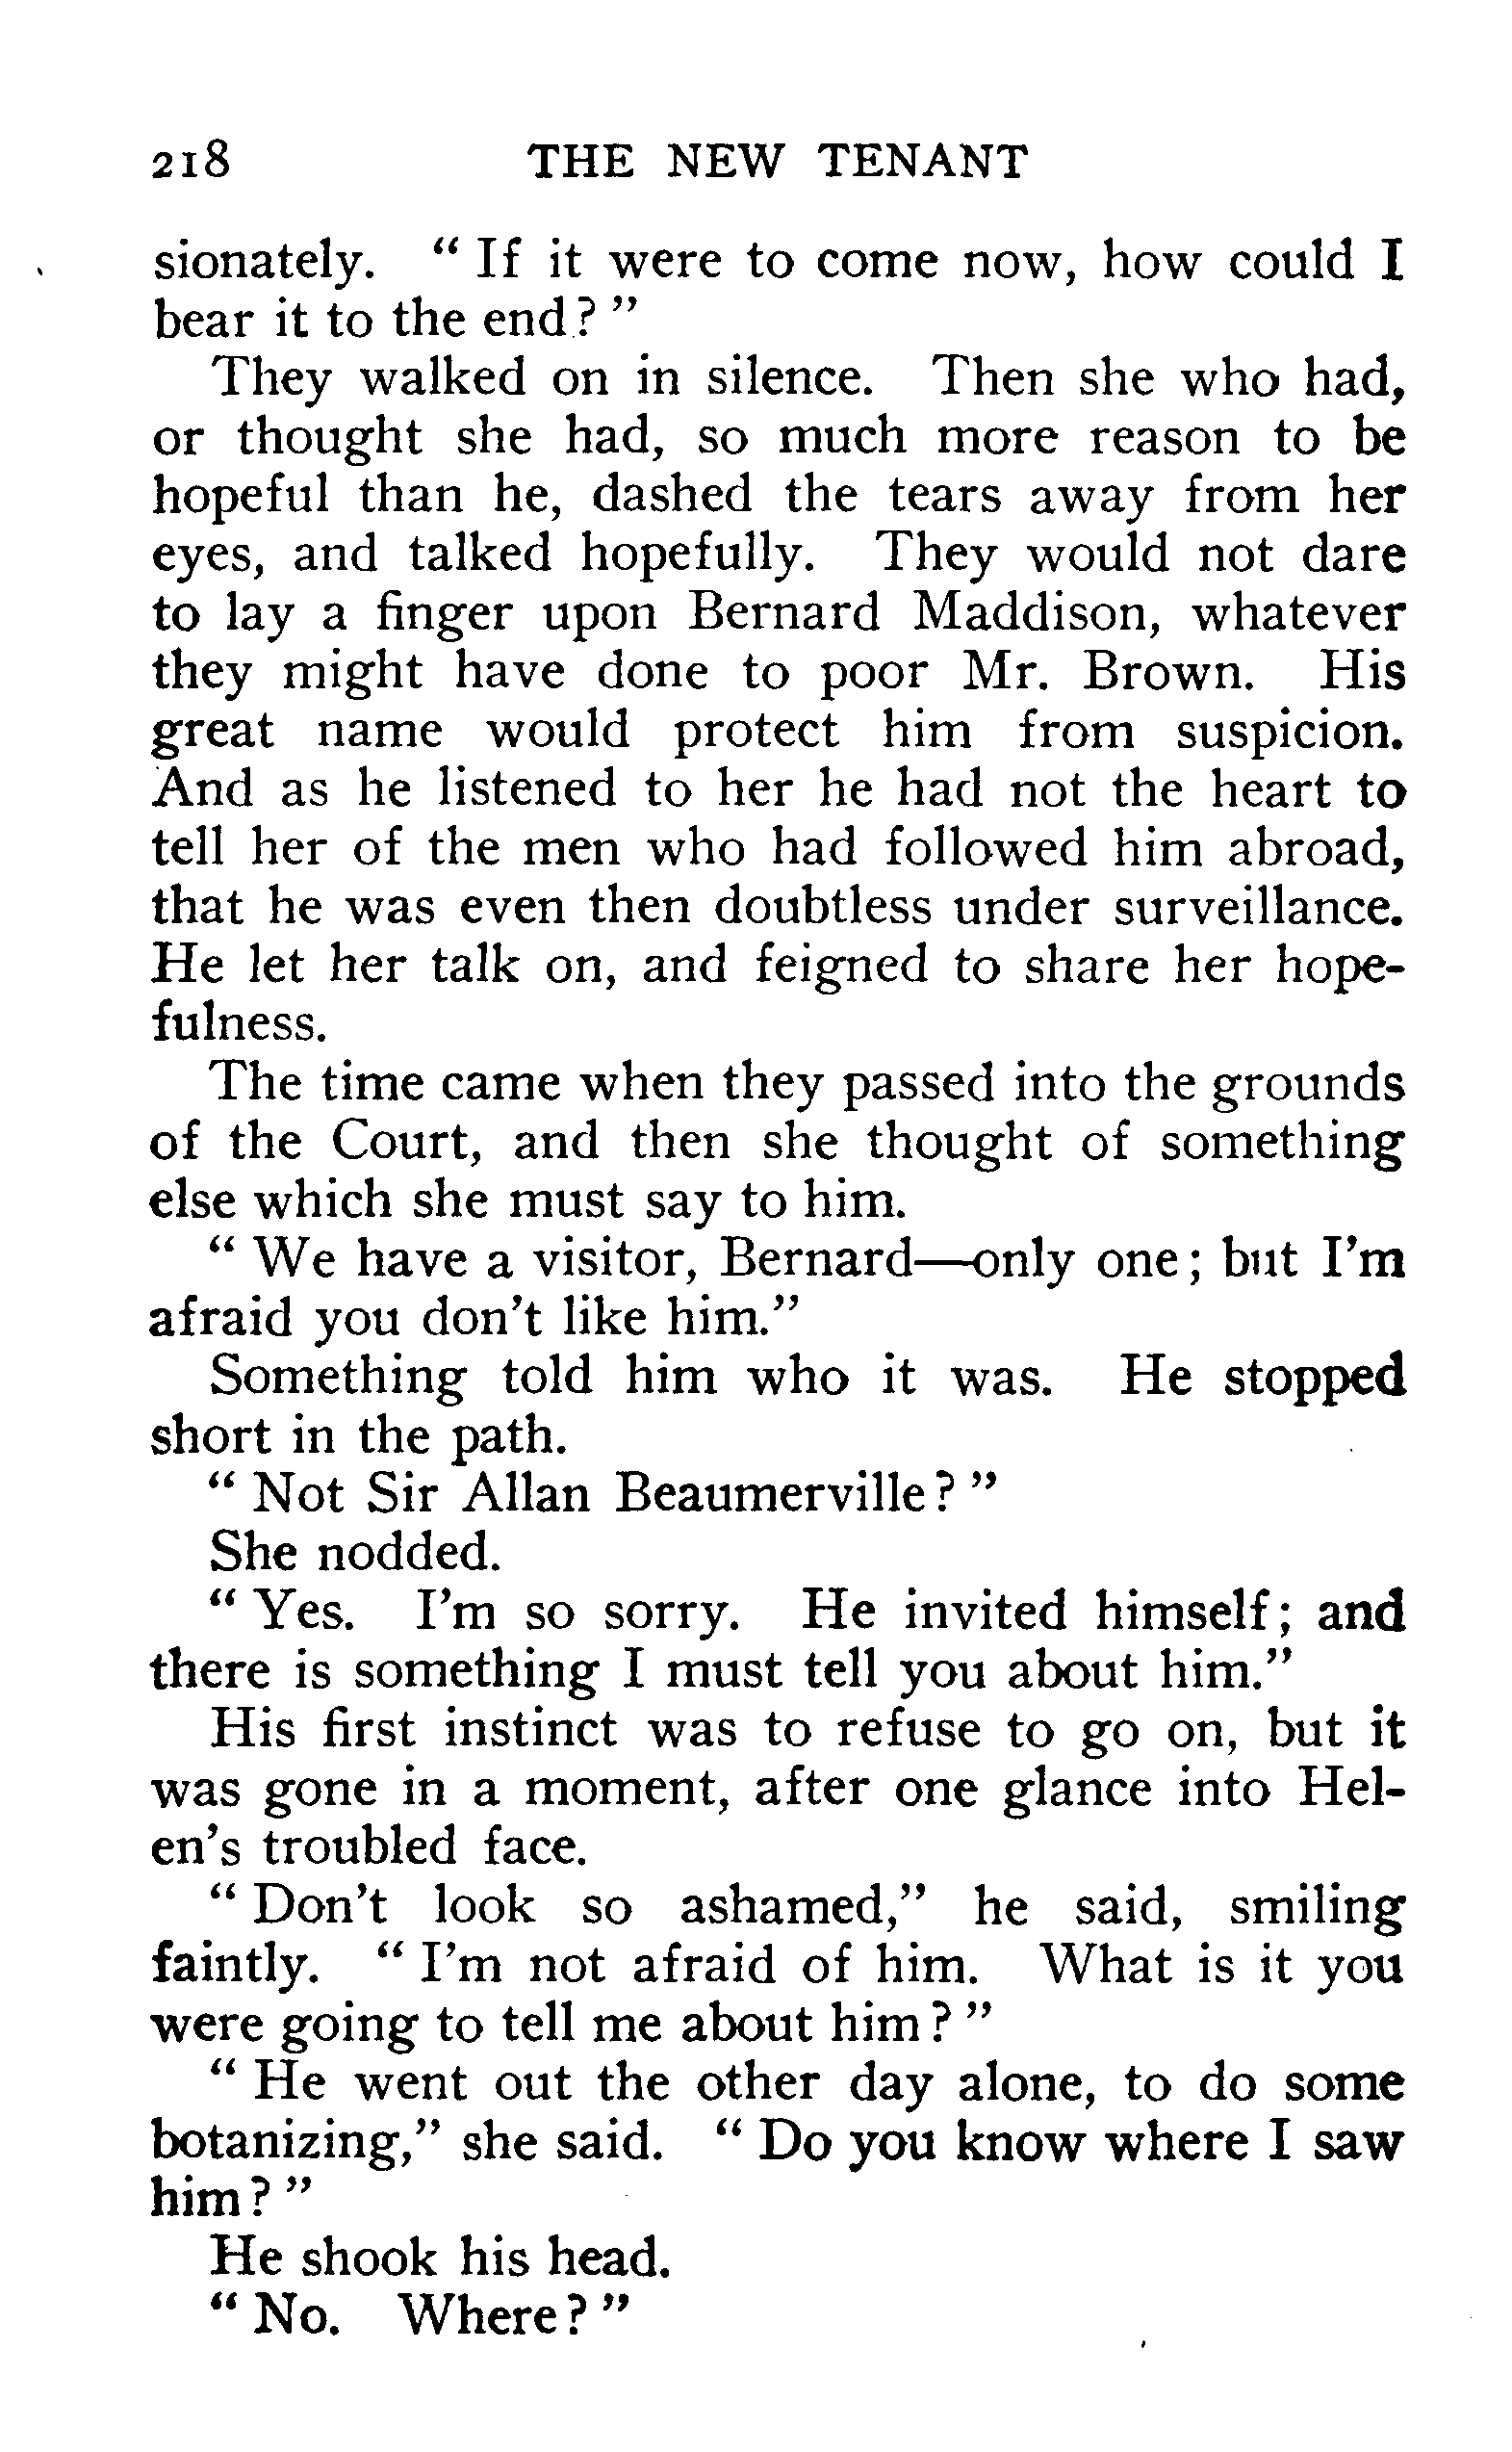 218 THE NEW TENANT
sionately. “ If it were to come now, how could I
bear it to the end? ”
They walked on in silence. Then she who had,
or thought she had, so much more reason to be
hopeful than he, dashed the tears away from her
eyes, and talked hopefully. They would not dare
to lay a finger upon Bernard Maddison, whatever
they might have done to poor Mr. Brown. His
great name would protect him from suspicion.
And as he listened to her he had not the heart to
tell her of the men who had followed him abroad,
that he was even then doubtless under surveillance.
He let her talk on, and feigned to share her hope-
fulness.
The time came when they passed into the grounds
of the Court, and then she thought of something
else which she must say to him.
“ We have a visitor, Bernard—only one; but I’m
afraid you don’t like him.”
Something told him who it was. He stopped
short in the path.
“ Not Sir Allan Beaumerville? ”
She nodded.
“ Yes. I’m so sorry. He invited himself; and
there is something I must tell you about him.”
His first instinct was to refuse to go on, but it
was gone in a moment, after one glance into Hel-
en’s troubled face.
“ Don’t look so ashamed,” he said, smiling
faintly. “ I’m not afraid of him. What is it you
were going to tell me about him? ”
“ He went out the other day alone, to do some
botanizing,” she said. “ Do you know where I saw
him? ”
He shook his head.
“ No. Where? ”